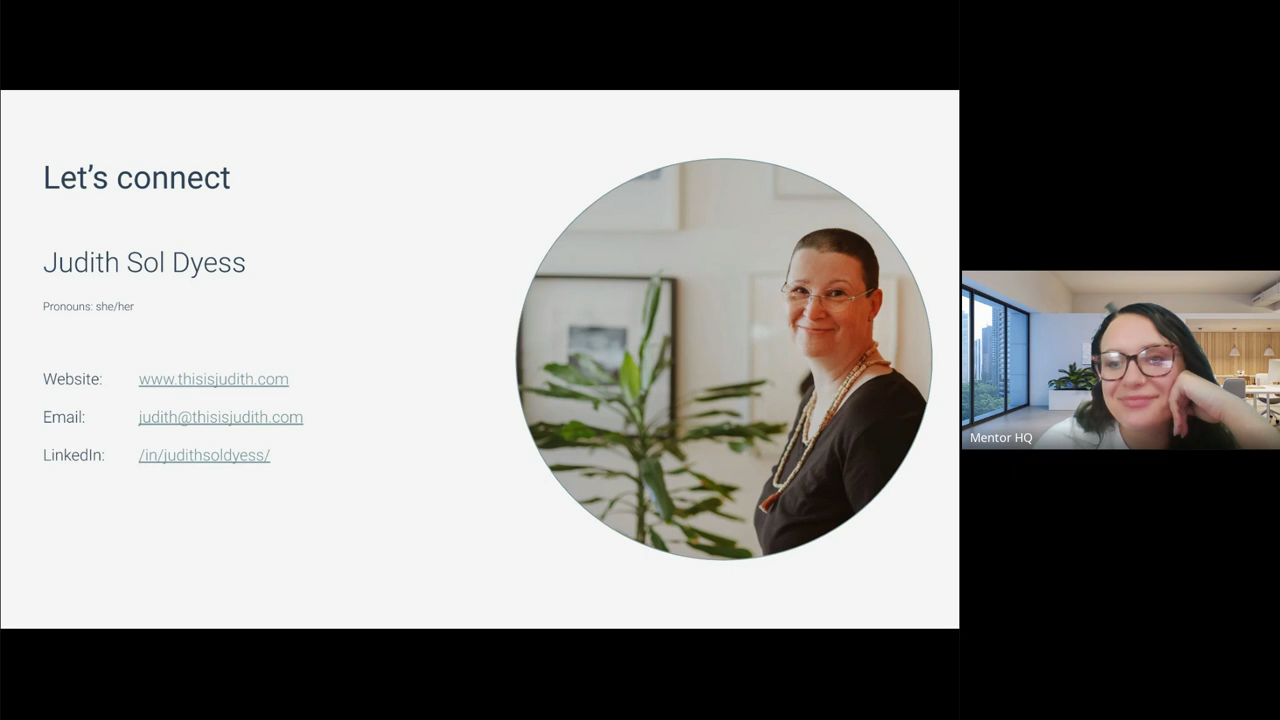 Let's connect
Judith Sol Dyess
Pronouns: she/her
Website: www.thisisjudith.com
Email: judith@thisisjudith.com
LinkedIn: /in/judithsoldyess/
Mentor HQ